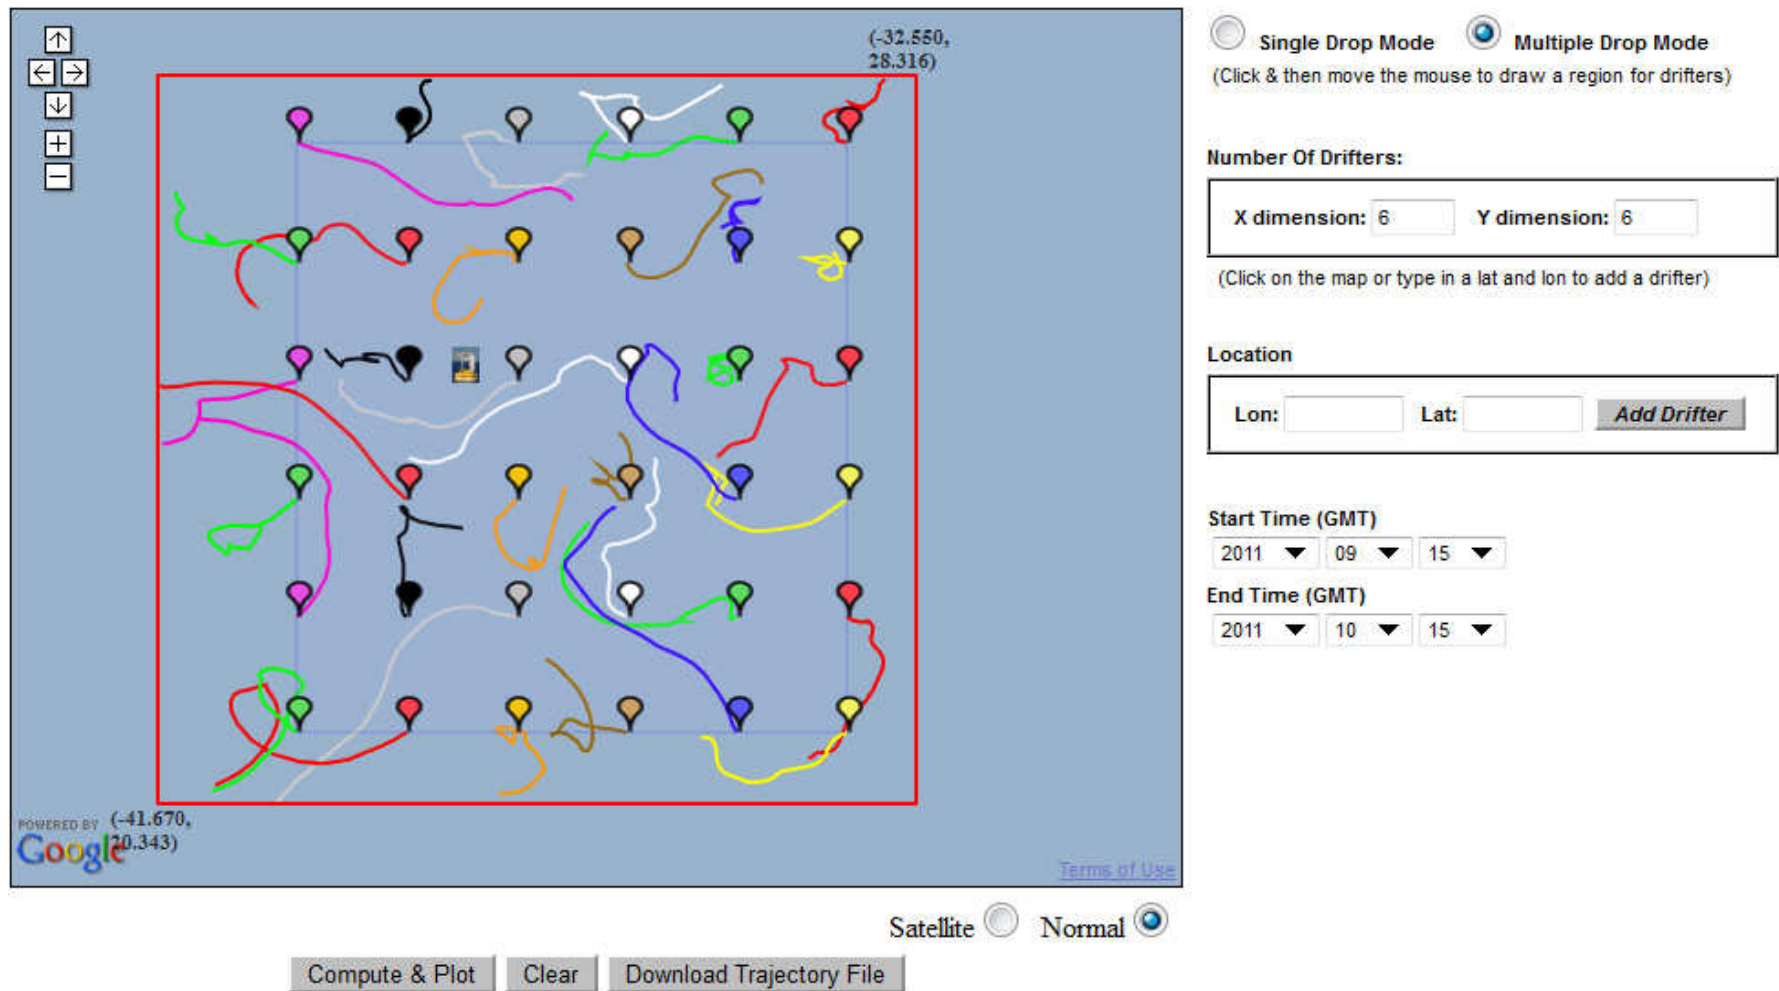 (-32.550,
28.316)
POWERED BY
Google
(-41.670,
20.343)
Terms of Use
Satellite Normal
Compute & Plot Clear Download Trajectory File
Single Drop Mode Multiple Drop Mode
(Click & then move the mouse to draw a region for drifters)
Number Of Drifters:
X dimension: 6 Y dimension: 6
(Click on the map or type in a lat and lon to add a drifter)
Location
Lon: Lat: Add Drifter
Start Time (GMT)
2011 09 15
End Time (GMT)
2011 10 15